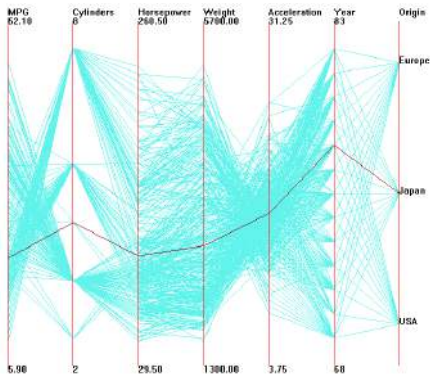 MPG Cylinders Horsepower Weight Acceleration Year Origin
52.10 8 260.50 5700.00 31.25 83
Europe
Japan
USA
5.90 2 29.50 1300.00 3.75 68